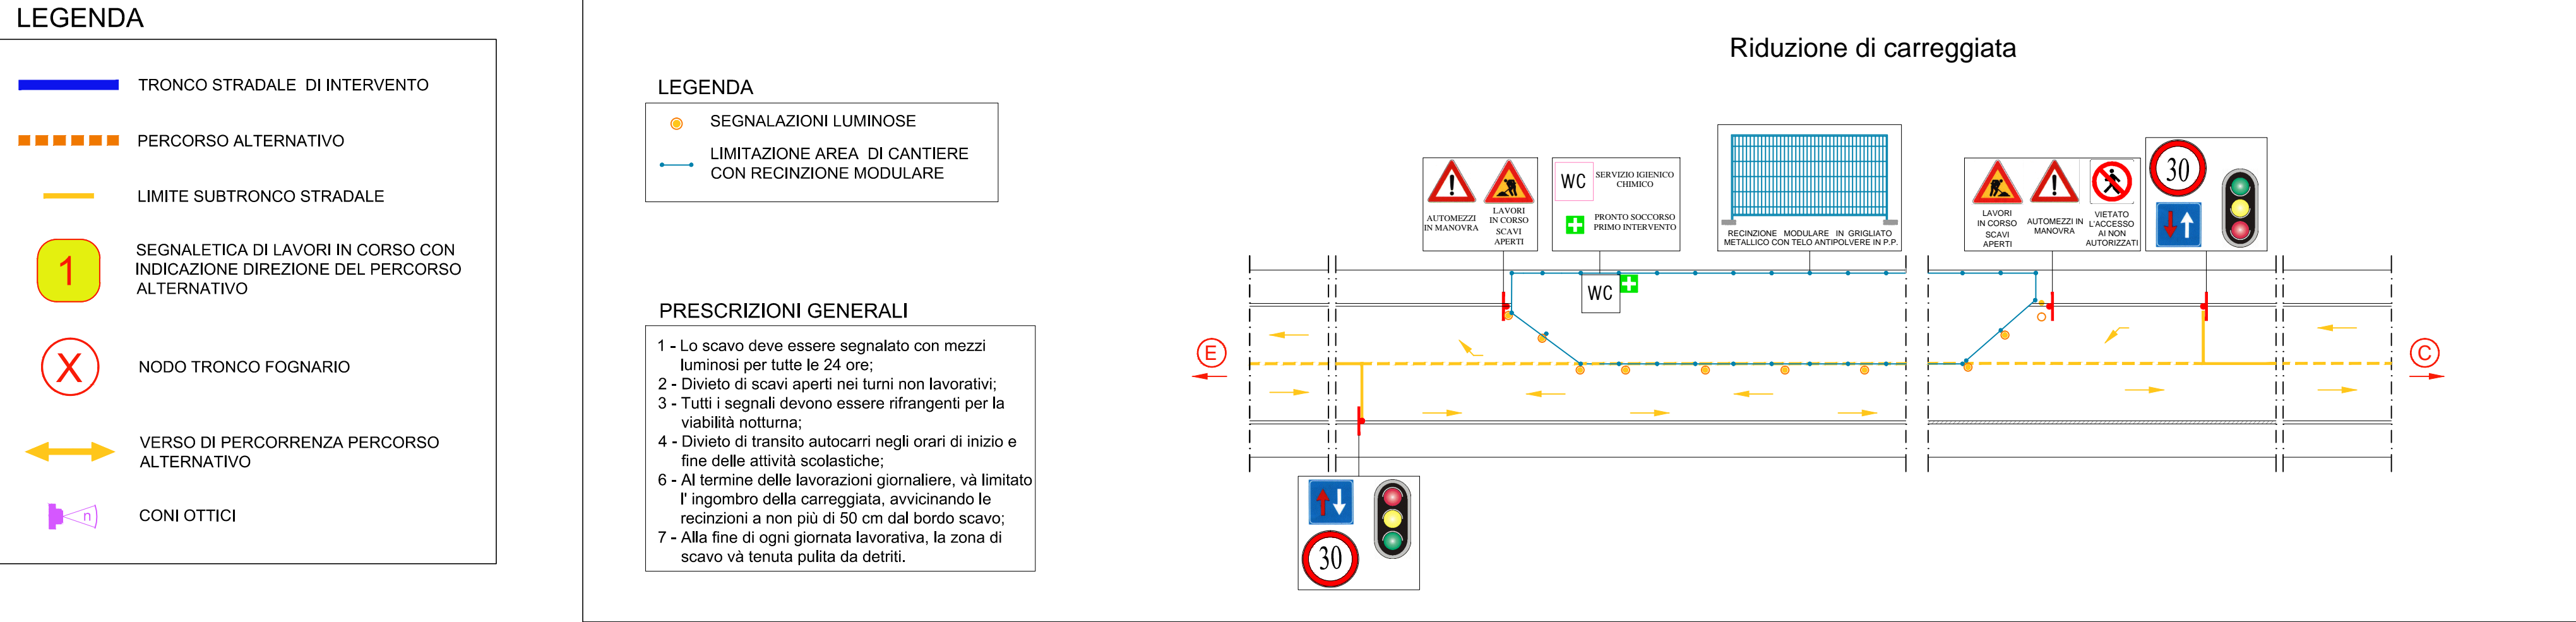 LEGENDA
TRONCO STRADALE DI INTERVENTO
PERCORSO ALTERNATIVO
LIMITE SUBTRONCO STRADALE
1
SEGNALETICA DI LAVORI IN CORSO CON
INDICAZIONE DIREZIONE DEL PERCORSO
ALTERNATIVO
X
NODO TRONCO FOGNARIO
VERSO DI PERCORRENZA PERCORSO
ALTERNATIVO
n
CONI OTTICI
LEGENDA
SEGNALAZIONI LUMINOSE
LIMITAZIONE AREA DI CANTIERE
CON RECINZIONE MODULARE
PRESCRIZIONI GENERALI
1 - Lo scavo deve essere segnalato con mezzi
luminosi per tutte le 24 ore;
2 - Divieto di scavi aperti nei turni non lavorativi;
3 - Tutti i segnali devono essere rifrangenti per la
viabilità notturna;
4 - Divieto di transito autocarri negli orari di inizio e
fine delle attività scolastiche;
6 - Al termine delle lavorazioni giornaliere, và limitato
l' ingombro della carreggiata, avvicinando le
recinzioni a non più di 50 cm dal bordo scavo;
7 - Alla fine di ogni giornata lavorativa, la zona di
scavo và tenuta pulita da detriti.
Riduzione di carreggiata
AUTOMEZZI
IN MANOVRA
LAVORI
IN CORSO
SCAVI
APERTI
WC
SERVIZIO IGIENICO
CHIMICO
PRONTO SOCCORSO
PRIMO INTERVENTO
RECINZIONE MODULARE IN GRIGLIATO
METALLICO CON TELO ANTIPOLVERE IN P.P.
LAVORI
IN CORSO
SCAVI
APERTI
AUTOMEZZI IN
MANOVRA
VIETATO
L'ACCESSO
AI NON
AUTORIZZATI
30
WC
E
C
30